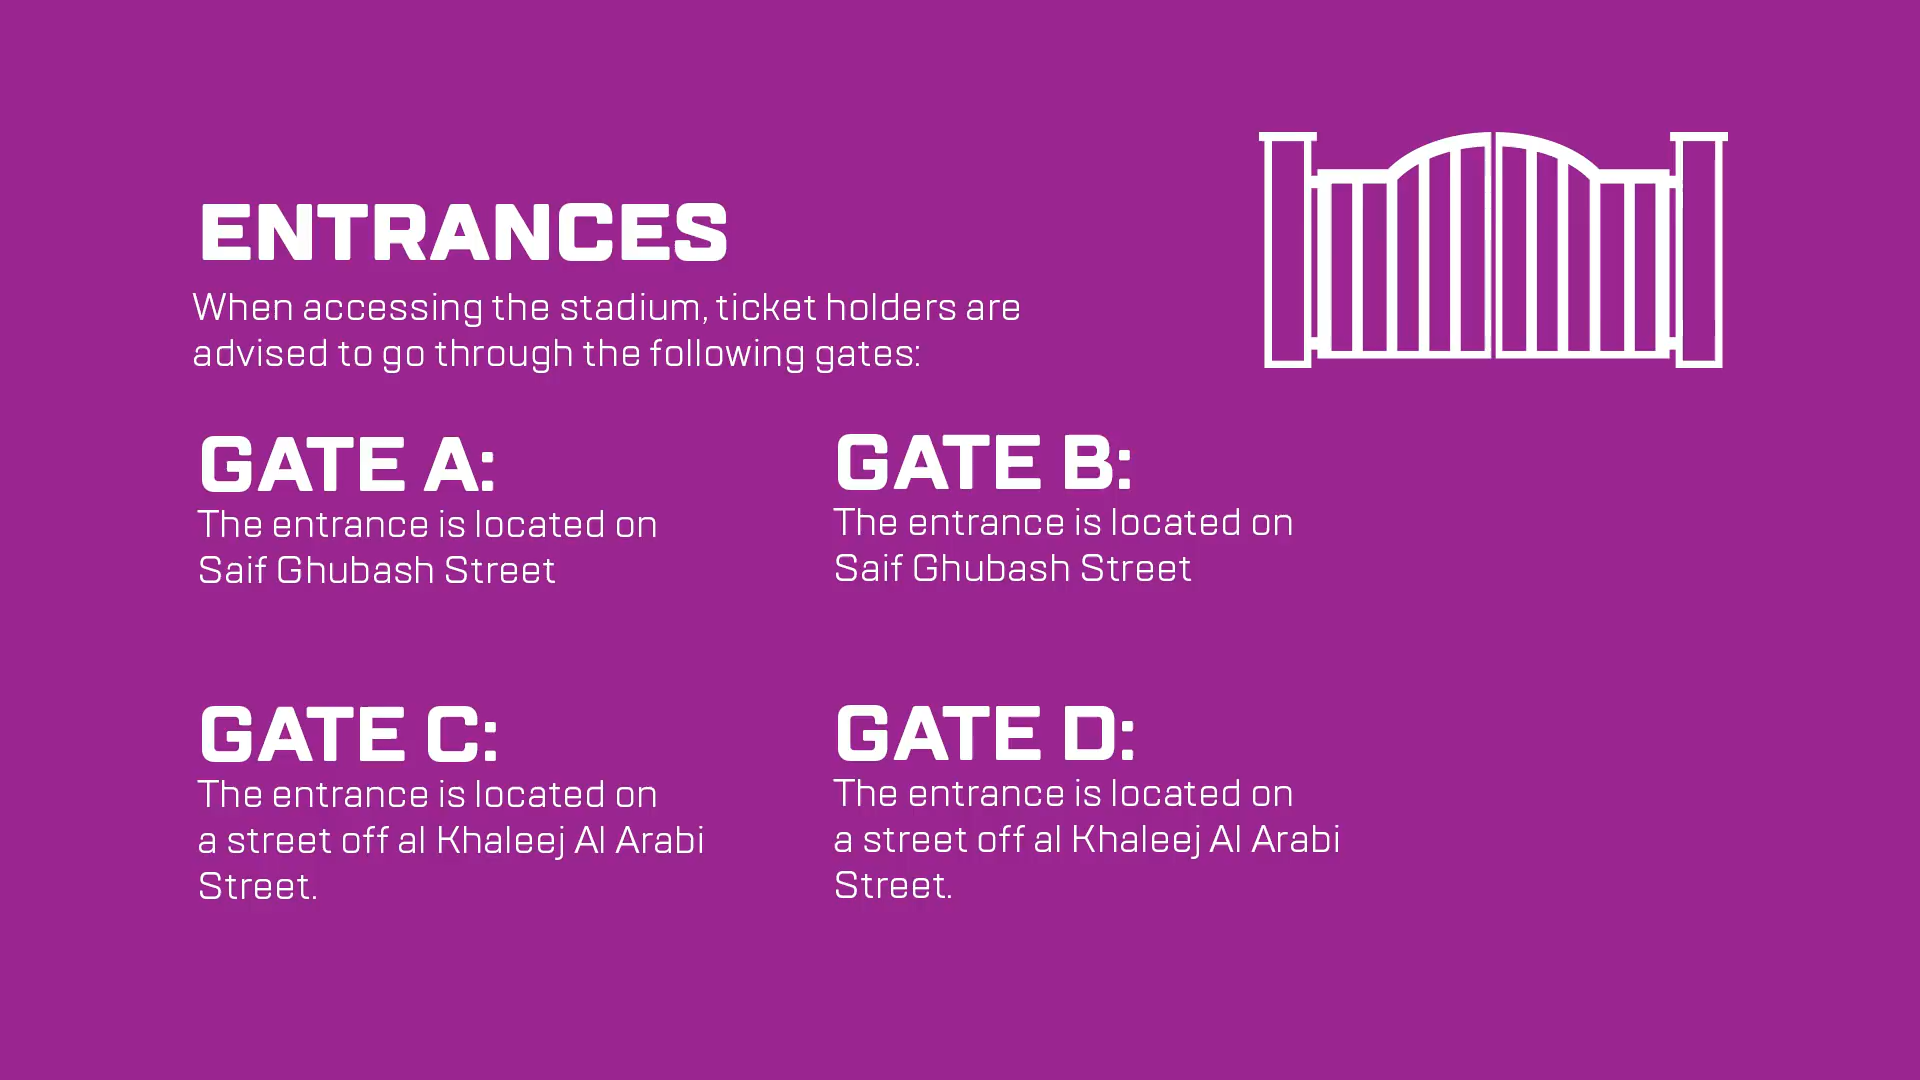 ENTRANCES
When accessing the stadium, ticket holders are
advised to go through the following gates:
GATE A:
The entrance is located on
Saif Ghubash Street
GATE B:
The entrance is located on
Saif Ghubash Street
GATE C:
The entrance is located on
a street off al Khaleej Al Arabi
Street.
GATE D:
The entrance is located on
a street off al Khaleej Al Arabi
Street.